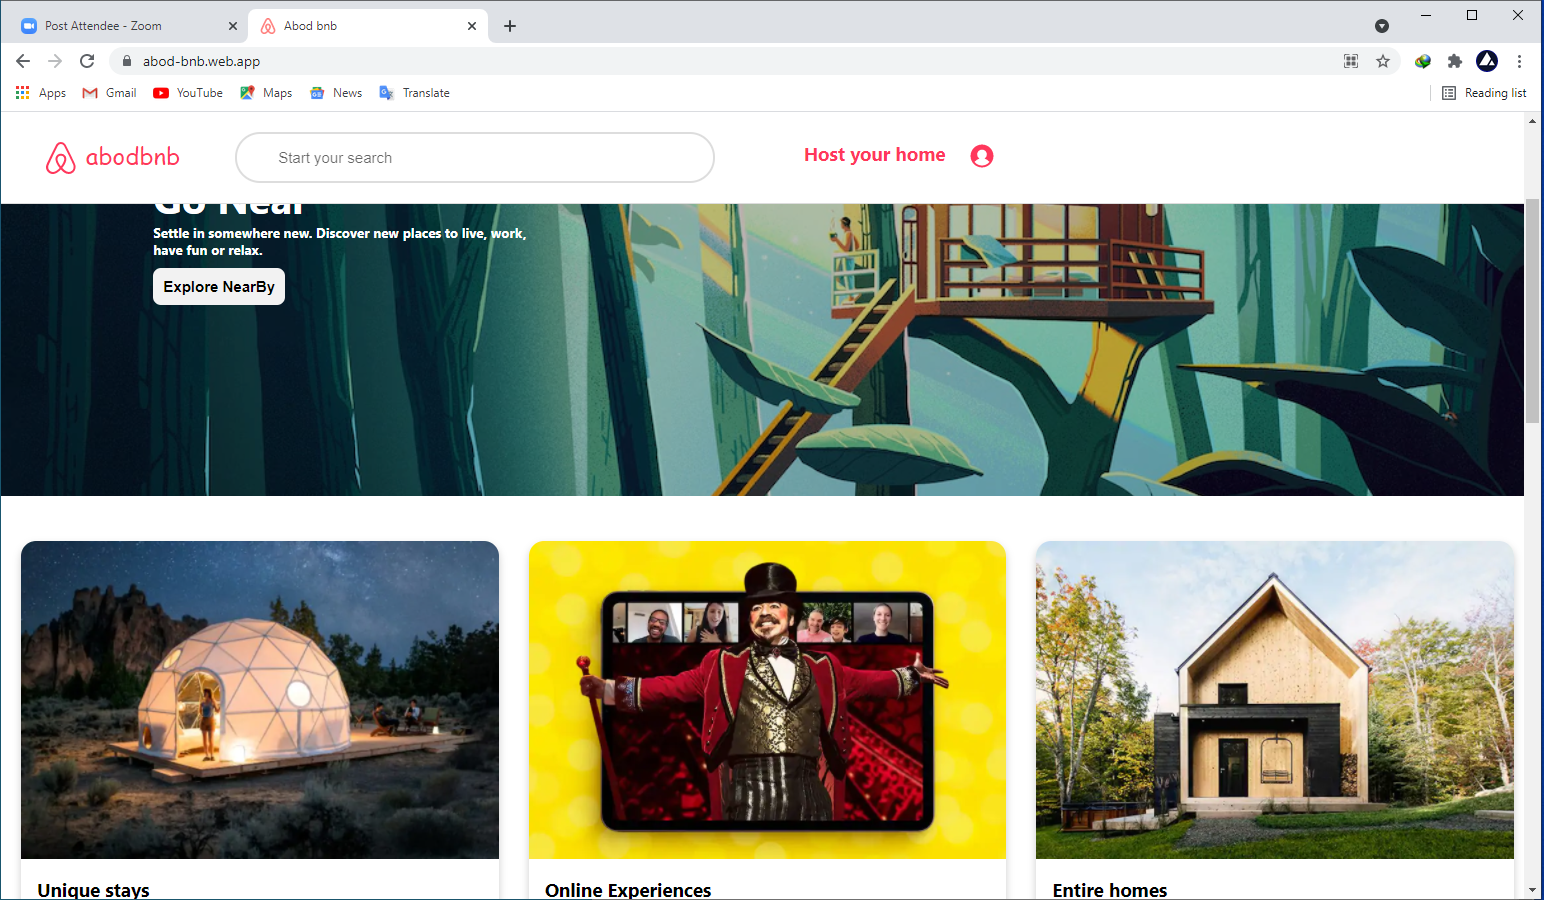 Post Attendee - Zoom
Abod bnb
abod-bnb.web.app
Apps
Gmail
YouTube
Maps
News
Translate
Reading list
abodbnb
Start your search
Host your home
Go Near
Settle in somewhere new. Discover new places to live, work,
have fun or relax.
Explore NearBy
Unique stays
Online Experiences
Entire homes